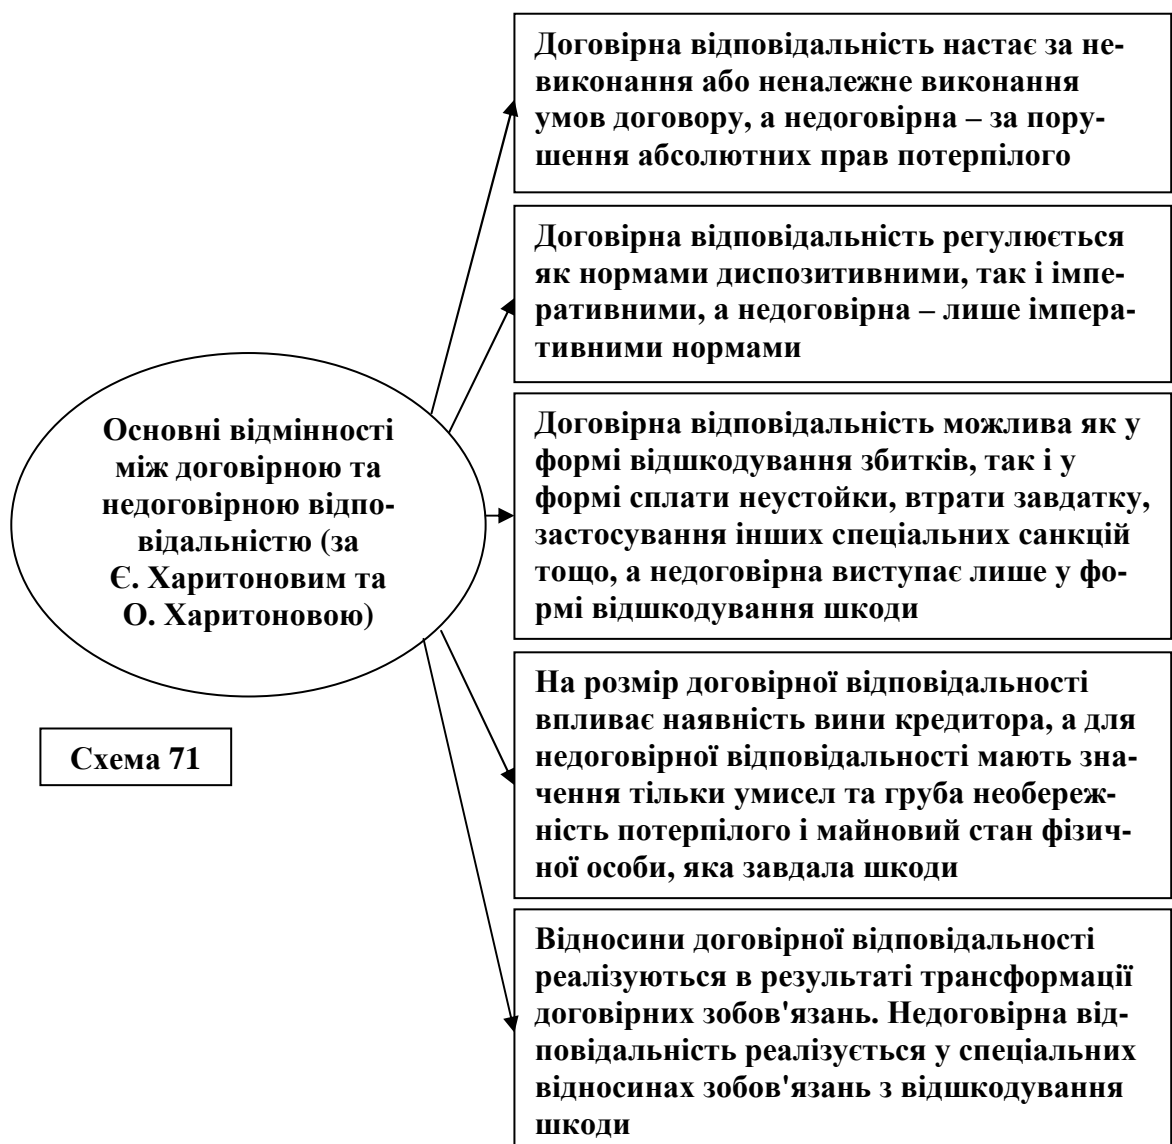 Договірна відповідальність настає за не-
виконання або неналежне виконання
умов договору, а недоговірна – за пору-
шення абсолютних прав потерпілого
Договірна відповідальність регулюється
як нормами диспозитивними, так і імпе-
ративними, а недоговірна – лише імпера-
тивними нормами
Основні відмінності
між договірною та
недоговірною відпо-
відальністю (за
Є. Харитоновим та
О. Харитоновою)
Договірна відповідальність можлива як у
формі відшкодування збитків, так і у
формі сплати неустойки, втрати завдатку,
застосування інших спеціальних санкцій
тощо, а недоговірна виступає лише у фо-
рмі відшкодування шкоди
На розмір договірної відповідальності
впливає наявність вини кредитора, а для
недоговірної відповідальності мають зна-
чення тільки умисел та груба необереж-
ність потерпілого і майновий стан фізич-
ної особи, яка завдала шкоди
Схема 71
Відносини договірної відповідальності
реалізуються в результаті трансформації
договірних зобов'язань. Недоговірна від-
повідальність реалізується у спеціальних
відносинах зобов'язань з відшкодування
шкоди